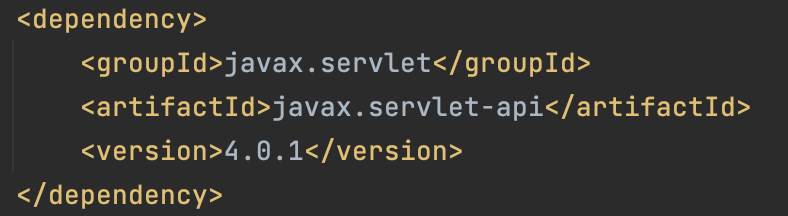 <dependency>
    <groupId>javax.servlet</groupId>
    <artifactId>javax.servlet-api</artifactId>
    <version>4.0.1</version>
</dependency>